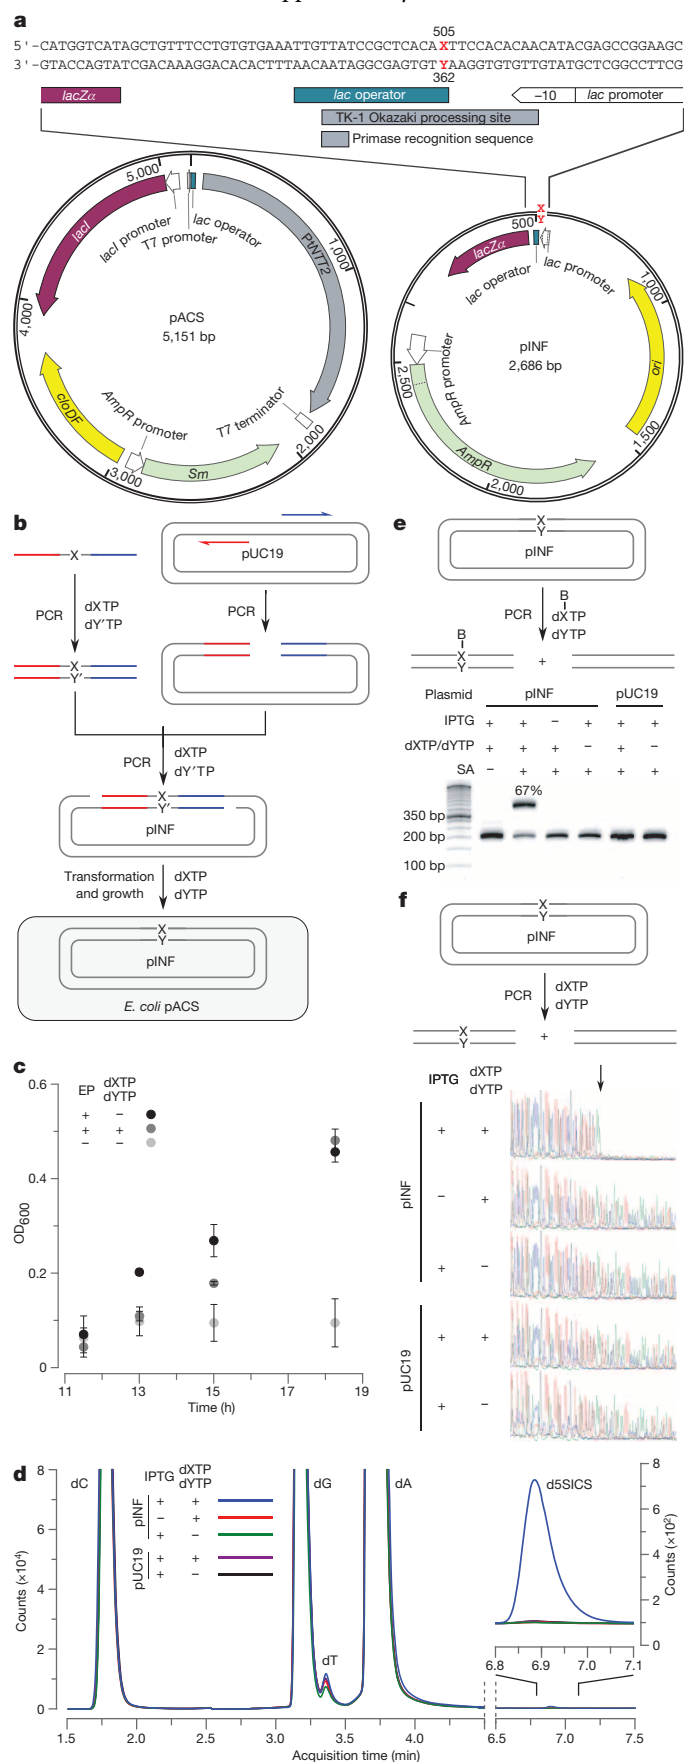 a
505
5′-CATGGTCATAGCTGTTTCCTGTGTGAAATTGTTATCCGCTCACAXTTCCACACAACATACGAGCCGGAAGC
3′-GTACCAGTATCGACAAAGGACACACTTTAACAATAGGCGAGTGTYAAGGTGTGTTGTATGCTCGGCCTTCG
362
lacZα
lac operator
−10
lac promoter
TK-1 Okazaki processing site
Primase recognition sequence
5,000
lacI
lacI promoter
T7 promoter
lac operator
PtNTT2
1,000
4,000
pACS
5,151 bp
cloDF
AmpR promoter
T7 terminator
2,000
3,000
Sm
X
Y
500
lacZα
lac operator
lac promoter
1,000
pINF
2,686 bp
ori
AmpR promoter
2,500
1,500
AmpR
2,000
b
X
pUC19
PCR
dXTP
dY′TP
PCR
X
Y′
PCR
dXTP
dY′TP
X
Y′
pINF
Transformation and growth
dXTP
dYTP
X
Y
pINF
E. coli pACS
c
0.6
0.4
0.2
0
OD600
EP
dXTP
dYTP
+ −
+ +
− −
11 13 15 17 19
Time (h)
e
X
Y
pINF
PCR
B
dXTP
dYTP
B
X
Y
+
Plasmid pINF pUC19
IPTG + + − + + +
dXTP/dYTP + + + − + −
SA − + + + + +
67%
350 bp
200 bp
100 bp
f
X
Y
pINF
PCR
dXTP
dYTP
X
Y
+
IPTG
dXTP
dYTP
pINF
+ +
− +
+ −
pUC19
+ +
+ −
d
8
6
4
2
0
Counts (×10⁴)
dC
IPTG
dXTP
dYTP
pINF
+ +
− +
+ −
pUC19
+ +
+ −
dG
dT
dA
d5SICS
8
6
4
2
0
Counts (×10²)
6.8 6.9 7.0 7.1
1.5 2.0 2.5 3.0 3.5 4.0 6.5 7.0 7.5
Acquisition time (min)